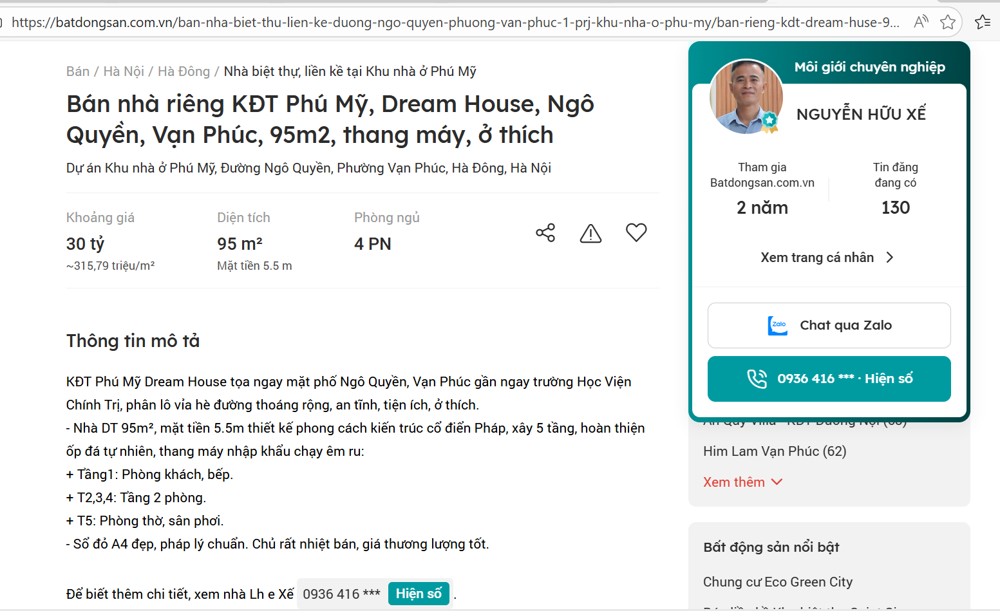 https://batdongsan.com.vn/ban-nha-biet-thu-lien-ke-duong-ngo-quyen-phuong-van-phuc-1-prj-khu-nha-o-phu-my/ban-rieng-kdt-dream-huse-9...
Bán / Hà Nội / Hà Đông / Nhà biệt thự, liền kề tại Khu nhà ở Phú Mỹ
Bán nhà riêng KĐT Phú Mỹ, Dream House, Ngô
Quyền, Vạn Phúc, 95m2, thang máy, ở thích
Dự án Khu nhà ở Phú Mỹ, Đường Ngô Quyền, Phường Vạn Phúc, Hà Đông, Hà Nội
Khoảng giá
30 tỷ
~315,79 triệu/m²
Diện tích
95 m²
Mặt tiền 5.5 m
Phòng ngủ
4 PN
Thông tin mô tả
KĐT Phú Mỹ Dream House tọa ngay mặt phố Ngô Quyền, Vạn Phúc gần ngay trường Học Viện
Chính Trị, phân lô vỉa hè đường thoáng rộng, an tĩnh, tiện ích, ở thích.
- Nhà DT 95m², mặt tiền 5.5m thiết kế phong cách kiến trúc cổ điển Pháp, xây 5 tầng, hoàn thiện
ốp đá tự nhiên, thang máy nhập khẩu chạy êm ru:
+ Tầng1: Phòng khách, bếp.
+ T2,3,4: Tầng 2 phòng.
+ T5: Phòng thờ, sân phơi.
- Sổ đỏ A4 đẹp, pháp lý chuẩn. Chủ rất nhiệt bán, giá thương lượng tốt.
Để biết thêm chi tiết, xem nhà Lh e Xế 0936 416 *** Hiện số .
Môi giới chuyên nghiệp
NGUYỄN HỮU XẾ
Tham gia
Batdongsan.com.vn
2 năm
Tin đăng
đang có
130
Xem trang cá nhân
Zalo Chat qua Zalo
0936 416 *** · Hiện số
Him Lam Vạn Phúc (62)
Xem thêm
Bất động sản nổi bật
Chung cư Eco Green City